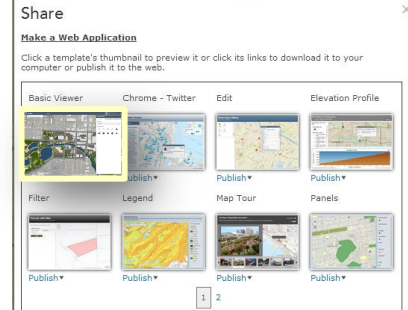 Share
Make a Web Application
Click a template's thumbnail to preview it or click its links to download it to your
computer or publish it to the web.
Basic Viewer Chrome - Twitter Edit Elevation Profile
Publish▾ Publish▾ Publish▾
Filter Legend Map Tour Panels
Publish▾ Publish▾ Publish▾ Publish▾
1 2